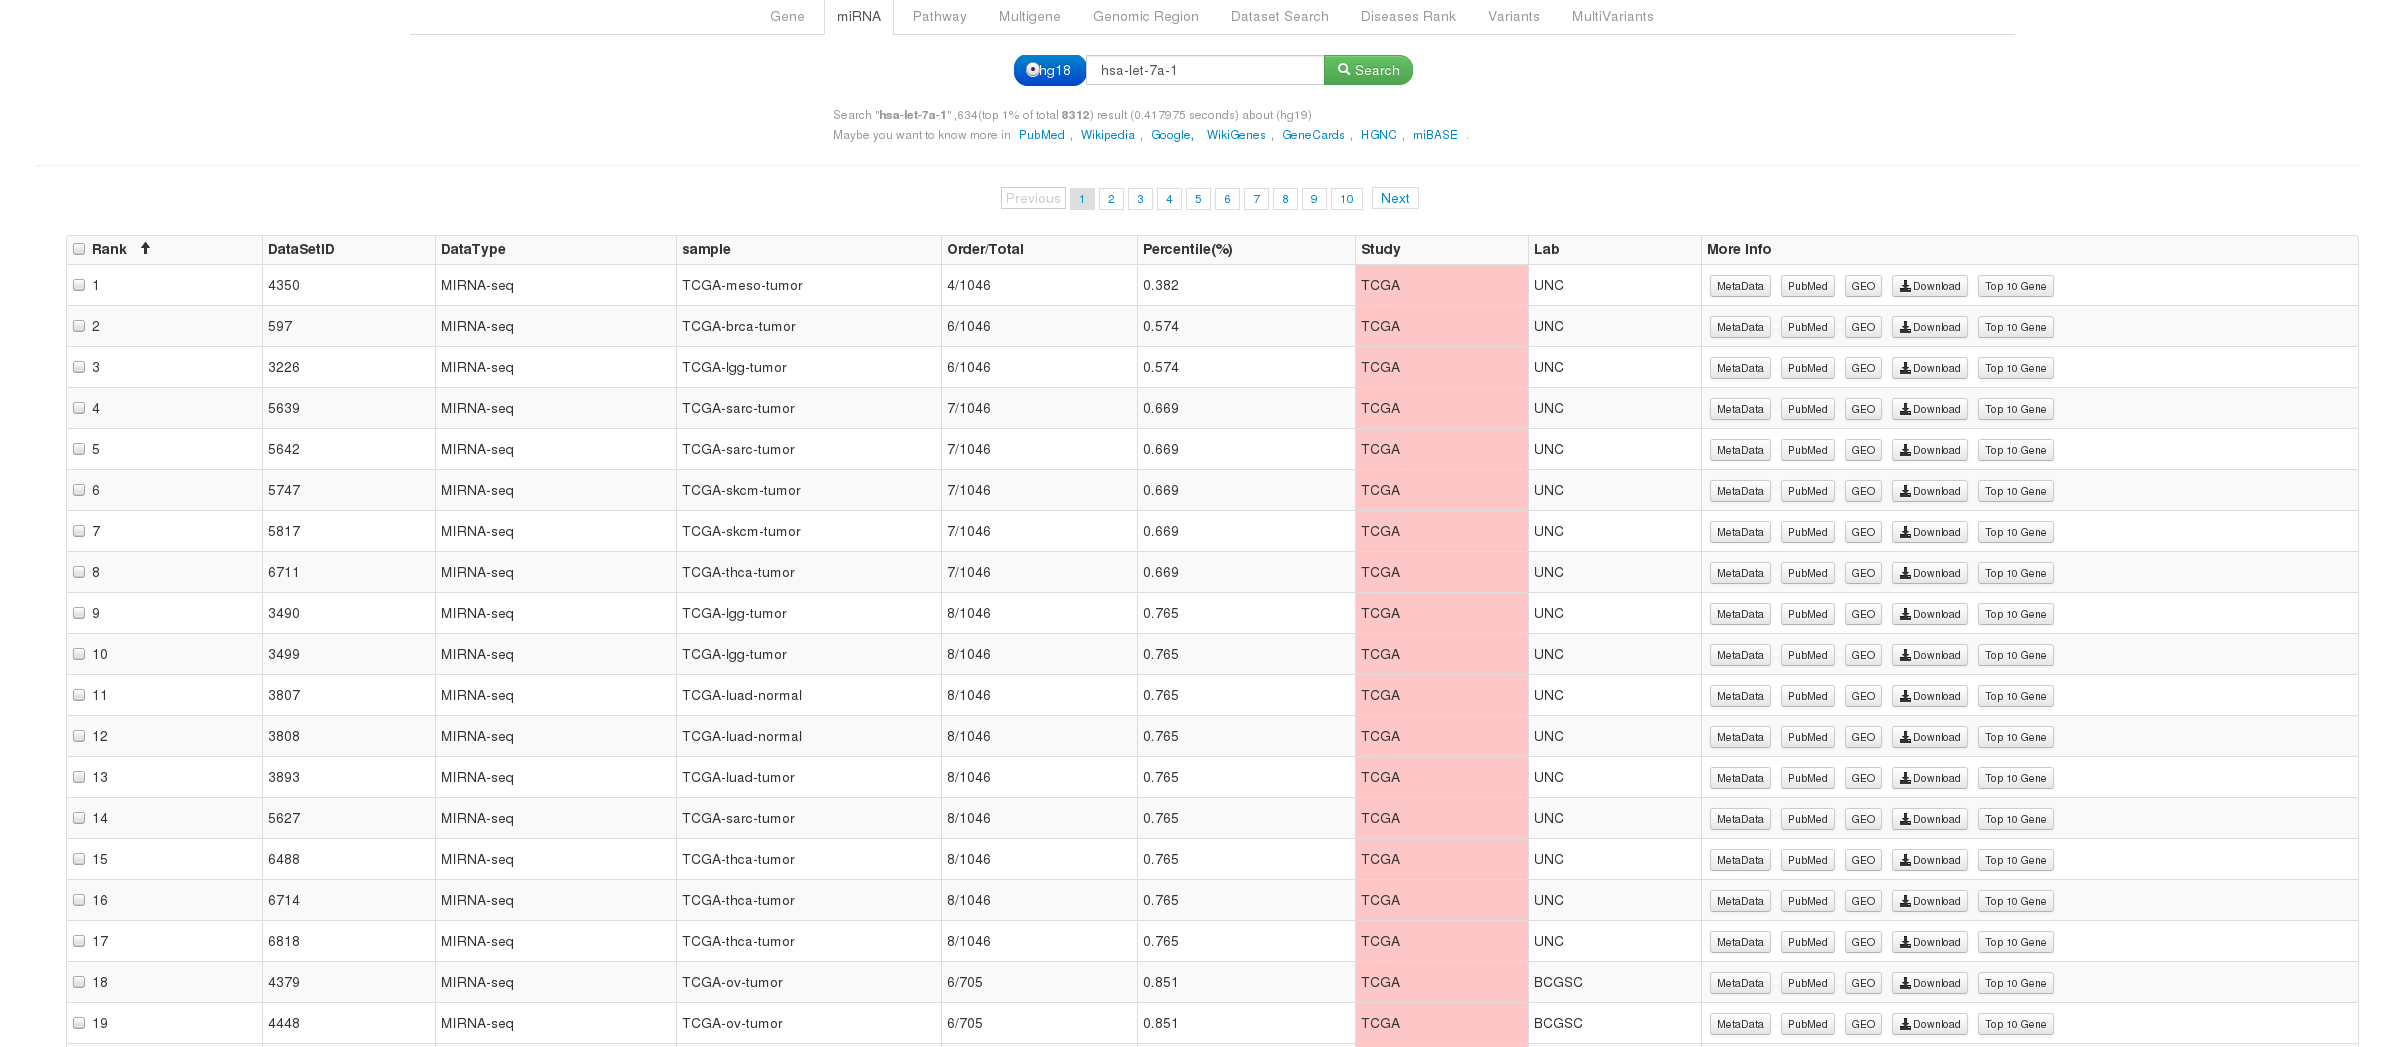 Gene miRNA Pathway Multigene Genomic Region Dataset Search Diseases Rank Variants MultiVariants
hg18 hsa-let-7a-1 Search
Search "hsa-let-7a-1" ,634(top 1% of total 8312) result (0.417975 seconds) about (hg19)
Maybe you want to know more in PubMed , Wikipedia , Google, WikiGenes , GeneCards , HGNC , miBASE .
Previous 1 2 3 4 5 6 7 8 9 10 Next
Rank DataSetID DataType sample Order/Total Percentile(%) Study Lab More Info
1 4350 MIRNA-seq TCGA-meso-tumor 4/1046 0.382 TCGA UNC MetaData PubMed GEO Download Top 10 Gene
2 597 MIRNA-seq TCGA-brca-tumor 6/1046 0.574 TCGA UNC MetaData PubMed GEO Download Top 10 Gene
3 3226 MIRNA-seq TCGA-lgg-tumor 6/1046 0.574 TCGA UNC MetaData PubMed GEO Download Top 10 Gene
4 5639 MIRNA-seq TCGA-sarc-tumor 7/1046 0.669 TCGA UNC MetaData PubMed GEO Download Top 10 Gene
5 5642 MIRNA-seq TCGA-sarc-tumor 7/1046 0.669 TCGA UNC MetaData PubMed GEO Download Top 10 Gene
6 5747 MIRNA-seq TCGA-skcm-tumor 7/1046 0.669 TCGA UNC MetaData PubMed GEO Download Top 10 Gene
7 5817 MIRNA-seq TCGA-skcm-tumor 7/1046 0.669 TCGA UNC MetaData PubMed GEO Download Top 10 Gene
8 6711 MIRNA-seq TCGA-thca-tumor 7/1046 0.669 TCGA UNC MetaData PubMed GEO Download Top 10 Gene
9 3490 MIRNA-seq TCGA-lgg-tumor 8/1046 0.765 TCGA UNC MetaData PubMed GEO Download Top 10 Gene
10 3499 MIRNA-seq TCGA-lgg-tumor 8/1046 0.765 TCGA UNC MetaData PubMed GEO Download Top 10 Gene
11 3807 MIRNA-seq TCGA-luad-normal 8/1046 0.765 TCGA UNC MetaData PubMed GEO Download Top 10 Gene
12 3808 MIRNA-seq TCGA-luad-normal 8/1046 0.765 TCGA UNC MetaData PubMed GEO Download Top 10 Gene
13 3893 MIRNA-seq TCGA-luad-tumor 8/1046 0.765 TCGA UNC MetaData PubMed GEO Download Top 10 Gene
14 5627 MIRNA-seq TCGA-sarc-tumor 8/1046 0.765 TCGA UNC MetaData PubMed GEO Download Top 10 Gene
15 6488 MIRNA-seq TCGA-thca-tumor 8/1046 0.765 TCGA UNC MetaData PubMed GEO Download Top 10 Gene
16 6714 MIRNA-seq TCGA-thca-tumor 8/1046 0.765 TCGA UNC MetaData PubMed GEO Download Top 10 Gene
17 6818 MIRNA-seq TCGA-thca-tumor 8/1046 0.765 TCGA UNC MetaData PubMed GEO Download Top 10 Gene
18 4379 MIRNA-seq TCGA-ov-tumor 6/705 0.851 TCGA BCGSC MetaData PubMed GEO Download Top 10 Gene
19 4448 MIRNA-seq TCGA-ov-tumor 6/705 0.851 TCGA BCGSC MetaData PubMed GEO Download Top 10 Gene